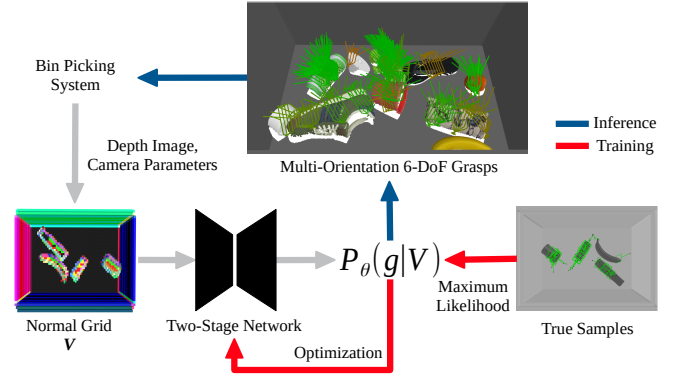 Bin Picking
System
Depth Image,
Camera Parameters
Multi-Orientation 6-DoF Grasps
Inference
Training
Normal Grid
V
Two-Stage Network
P_θ(g|V)
Maximum
Likelihood
True Samples
Optimization